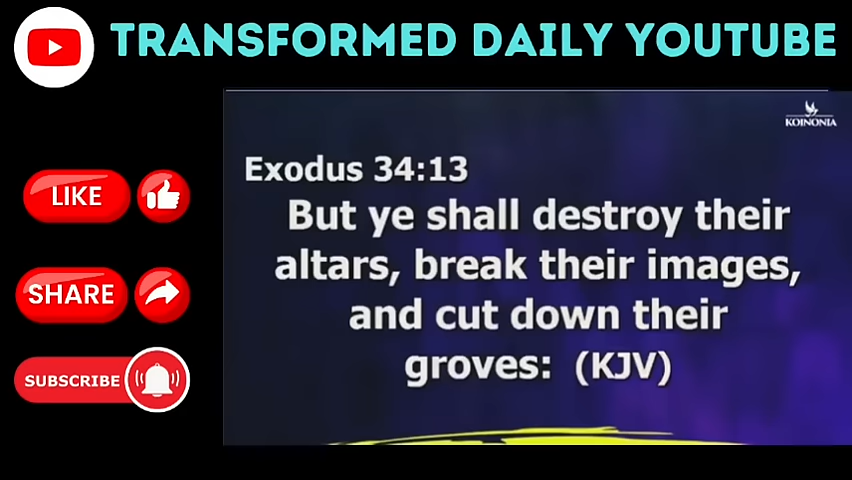 TRANSFORMED DAILY YOUTUBE
KOINONIA
LIKE
SHARE
SUBSCRIBE
Exodus 34:13
But ye shall destroy their
altars, break their images,
and cut down their
groves: (KJV)